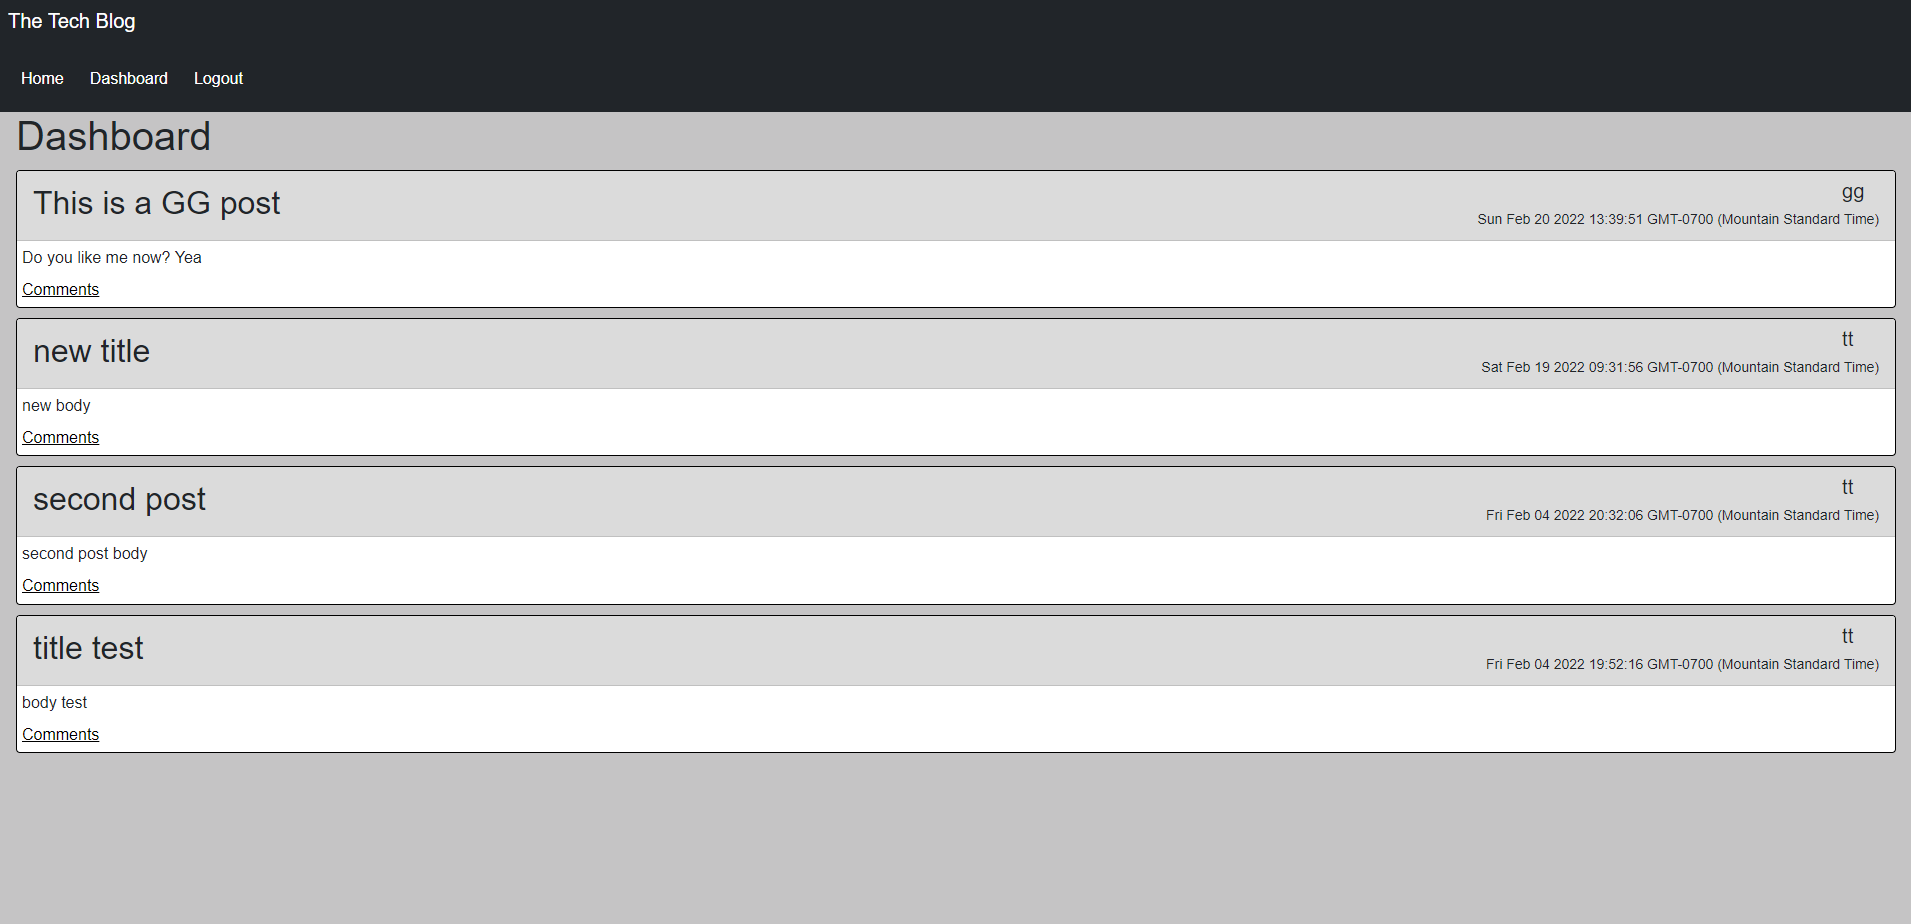 The Tech Blog
Home Dashboard Logout
Dashboard
This is a GG post
gg
Sun Feb 20 2022 13:39:51 GMT-0700 (Mountain Standard Time)
Do you like me now? Yea
Comments
new title
tt
Sat Feb 19 2022 09:31:56 GMT-0700 (Mountain Standard Time)
new body
Comments
second post
tt
Fri Feb 04 2022 20:32:06 GMT-0700 (Mountain Standard Time)
second post body
Comments
title test
tt
Fri Feb 04 2022 19:52:16 GMT-0700 (Mountain Standard Time)
body test
Comments